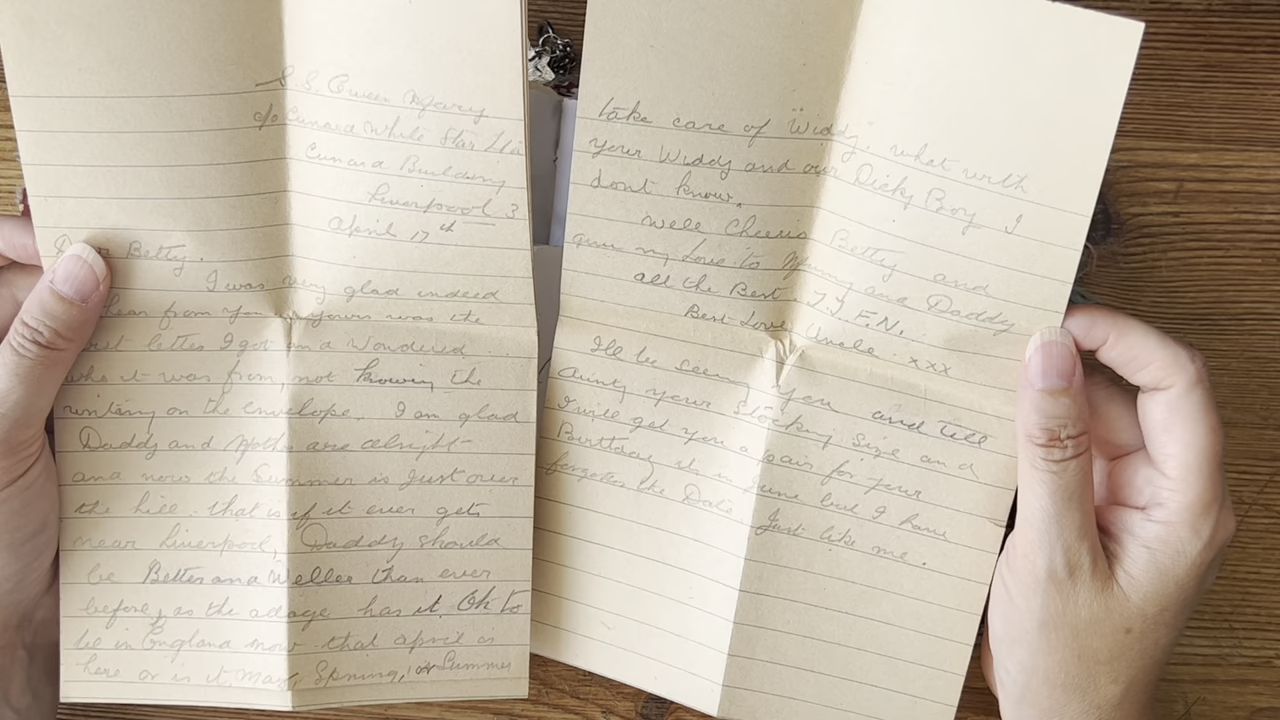 S.S. Queen Mary
c/o Cunard White Star
Cunard Building
Liverpool 3.
April 17th
Betty.
I was very glad indeed
hear from you yours was the
letter I got and Wondered
who it was from, not knowing the
writing on the envelope. I am glad
Daddy and are alright
and now the Summer is Just over
the hill. that is if it ever gets
near Liverpool, Daddy should
be Better and Wellee than ever
before, as the adage has it. Oh to
be in England now that April is
here or is it May, Spring, or Summer
take care of "Widdy", what with
your Widdy and our Dicky Boy I
dont know.
Well Cheerio Betty and
give my Love to Mummy and Daddy
all the Best T.T.F.N.
Best Love Uncle. xxx
I'll be seeing you and tell
Aunty your Stocking Size and
I will get you a pair for your
Birthday its in June but I have
forgotten the Date. Just like me.